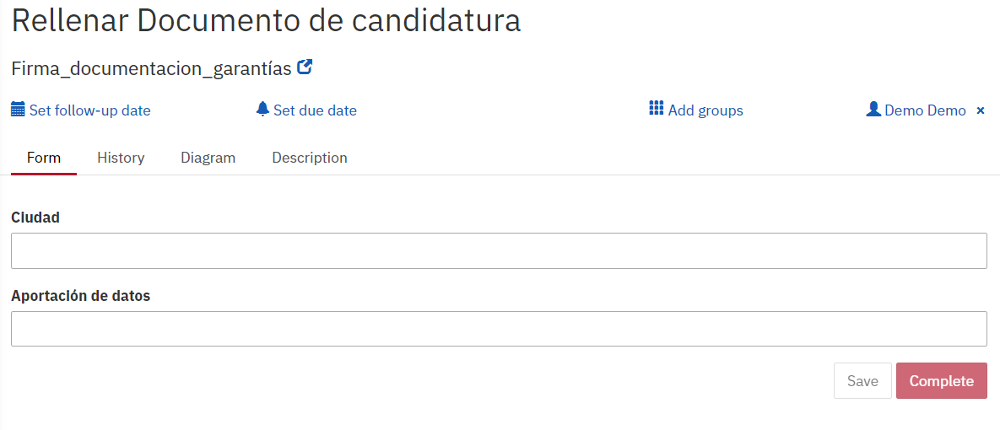 Rellenar Documento de candidatura
Firma_documentacion_garantías
Set follow-up date Set due date Add groups Demo Demo ×
Form History Diagram Description
Ciudad
Aportación de datos
Save Complete